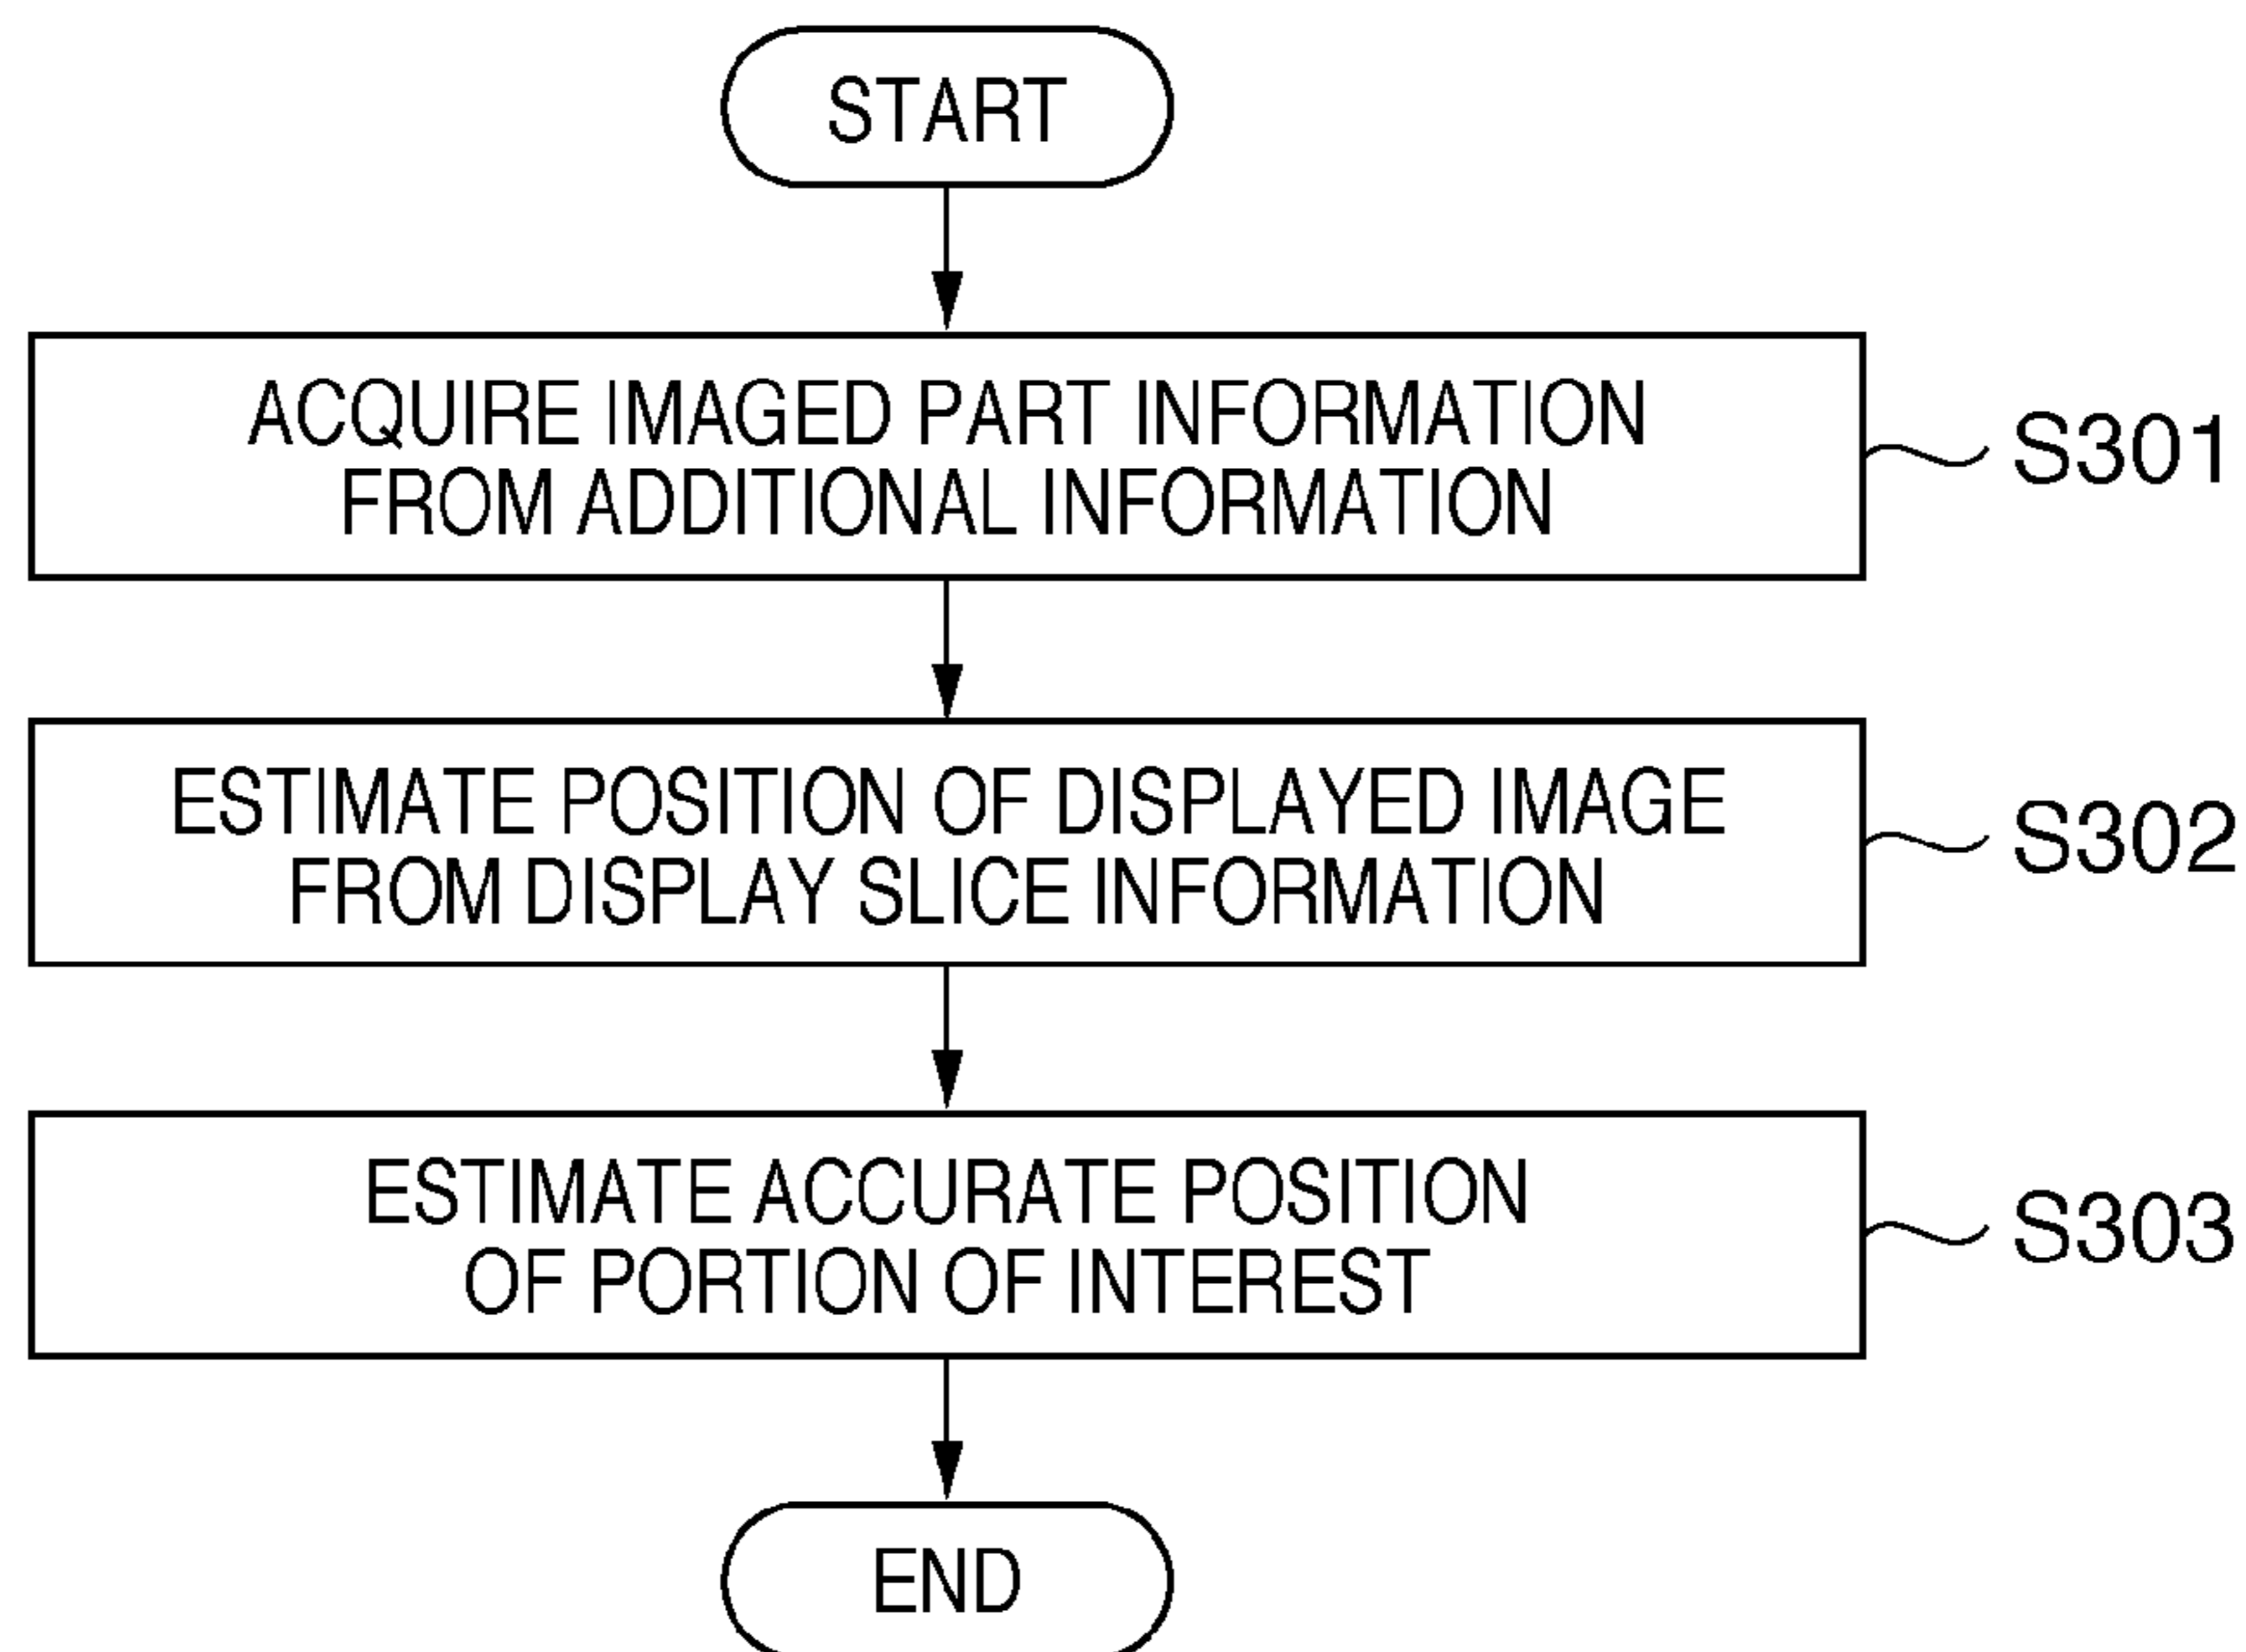 START
ACQUIRE IMAGED PART INFORMATION
FROM ADDITIONAL INFORMATION
S301
ESTIMATE POSITION OF DISPLAYED IMAGE
FROM DISPLAY SLICE INFORMATION
S302
ESTIMATE ACCURATE POSITION
OF PORTION OF INTEREST
S303
END